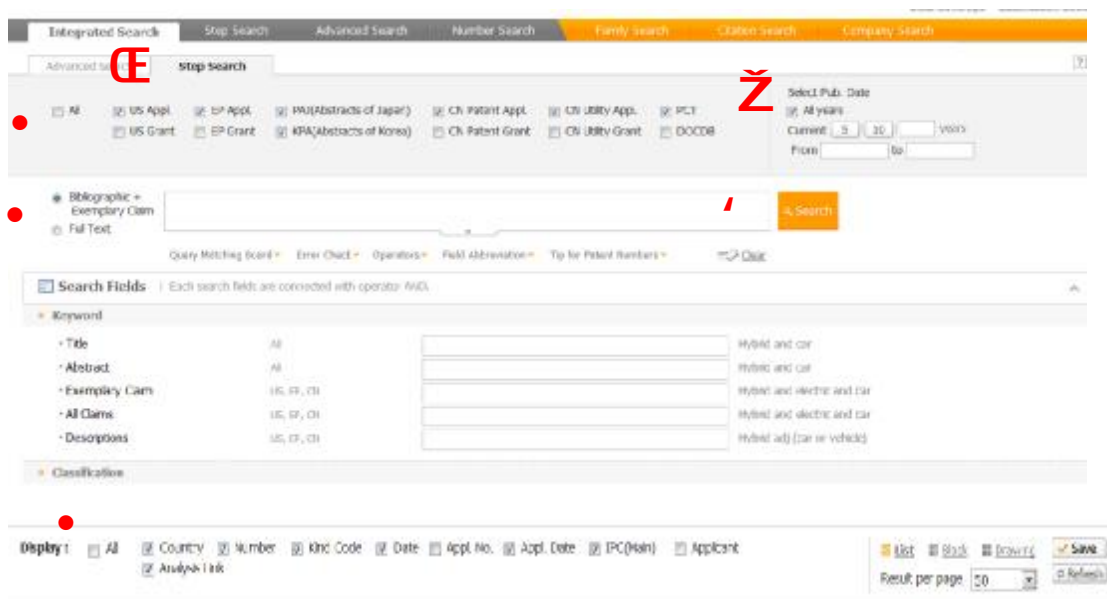 Integrated Search Step Search Advanced Search Number Search Family Search Citation Search Company Search
Advanced Step Search [?]
Œ
Ž
Select Pub. Date
All US Appl. EP Appl. PAJ(Abstracts of Japan) CN Patent Appl. CN Utility Appl. PCT All years
US Grant EP Grant KPA(Abstracts of Korea) CN Patent Grant CN Utility Grant DOCDB Current 5 10 years
From to
Bibliographic +
Exemplary Claim
Search
Full Text
Query Matching Board Error Check Operators Field Abbreviation Tip for Patent Numbers Clear
Search Fields | Each search fields are connected with operator AND.
Keyword
· Title All Hybrid and car
· Abstract All Hybrid and car
· Exemplary Claim US, EP, CN Hybrid and electric and car
· All Claims US, EP, CN Hybrid and electric and car
· Descriptions US, EP, CN Hybrid adj (car or vehicle)
Classification
Display : All Country Number Kind Code Date Appl. No. Appl. Date IPC(Main) Applicant List Block Drawing Save
Analysis Link Result per page 50 Refresh